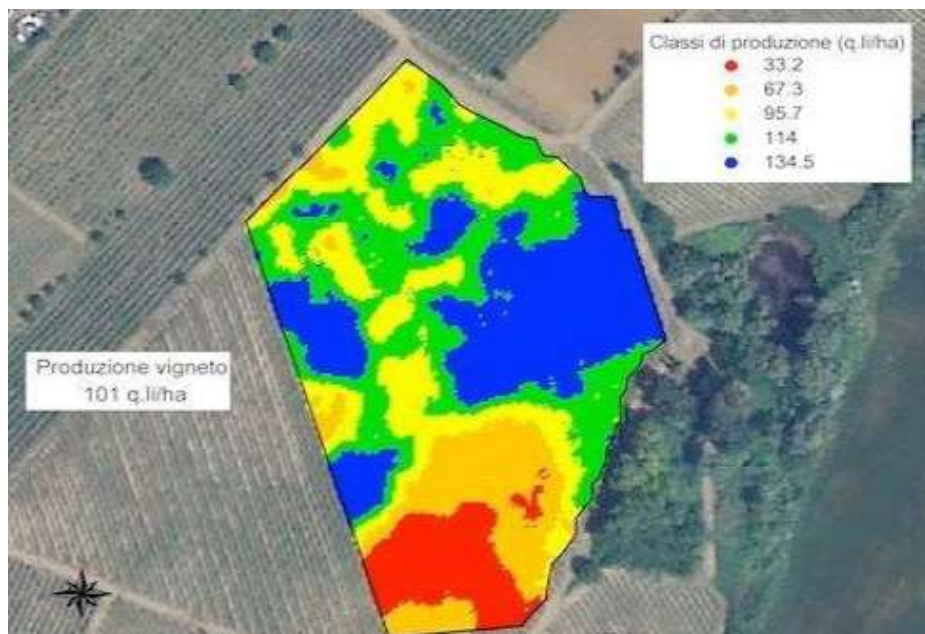 Classi di produzione (q.li/ha)
33.2
67.3
95.7
114
134.5
Produzione vigneto
101 q.li/ha